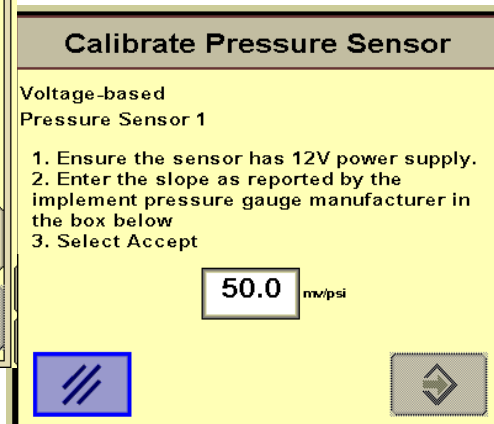 Calibrate Pressure Sensor
Voltage-based
Pressure Sensor 1
1. Ensure the sensor has 12V power supply.
2. Enter the slope as reported by the
implement pressure gauge manufacturer in
the box below
3. Select Accept
50.0 mv/psi